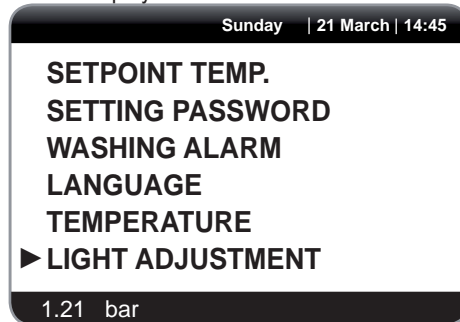 Sunday | 21 March | 14:45
SETPOINT TEMP.
SETTING PASSWORD
WASHING ALARM
LANGUAGE
TEMPERATURE
►LIGHT ADJUSTMENT
1.21 bar